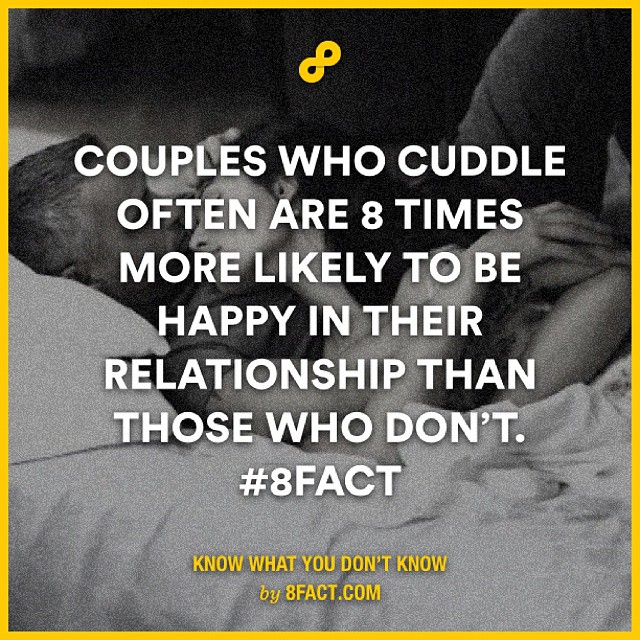 COUPLES WHO CUDDLE
OFTEN ARE 8 TIMES
MORE LIKELY TO BE
HAPPY IN THEIR
RELATIONSHIP THAN
THOSE WHO DON’T.
#8FACT
KNOW WHAT YOU DON’T KNOW
by 8FACT.COM